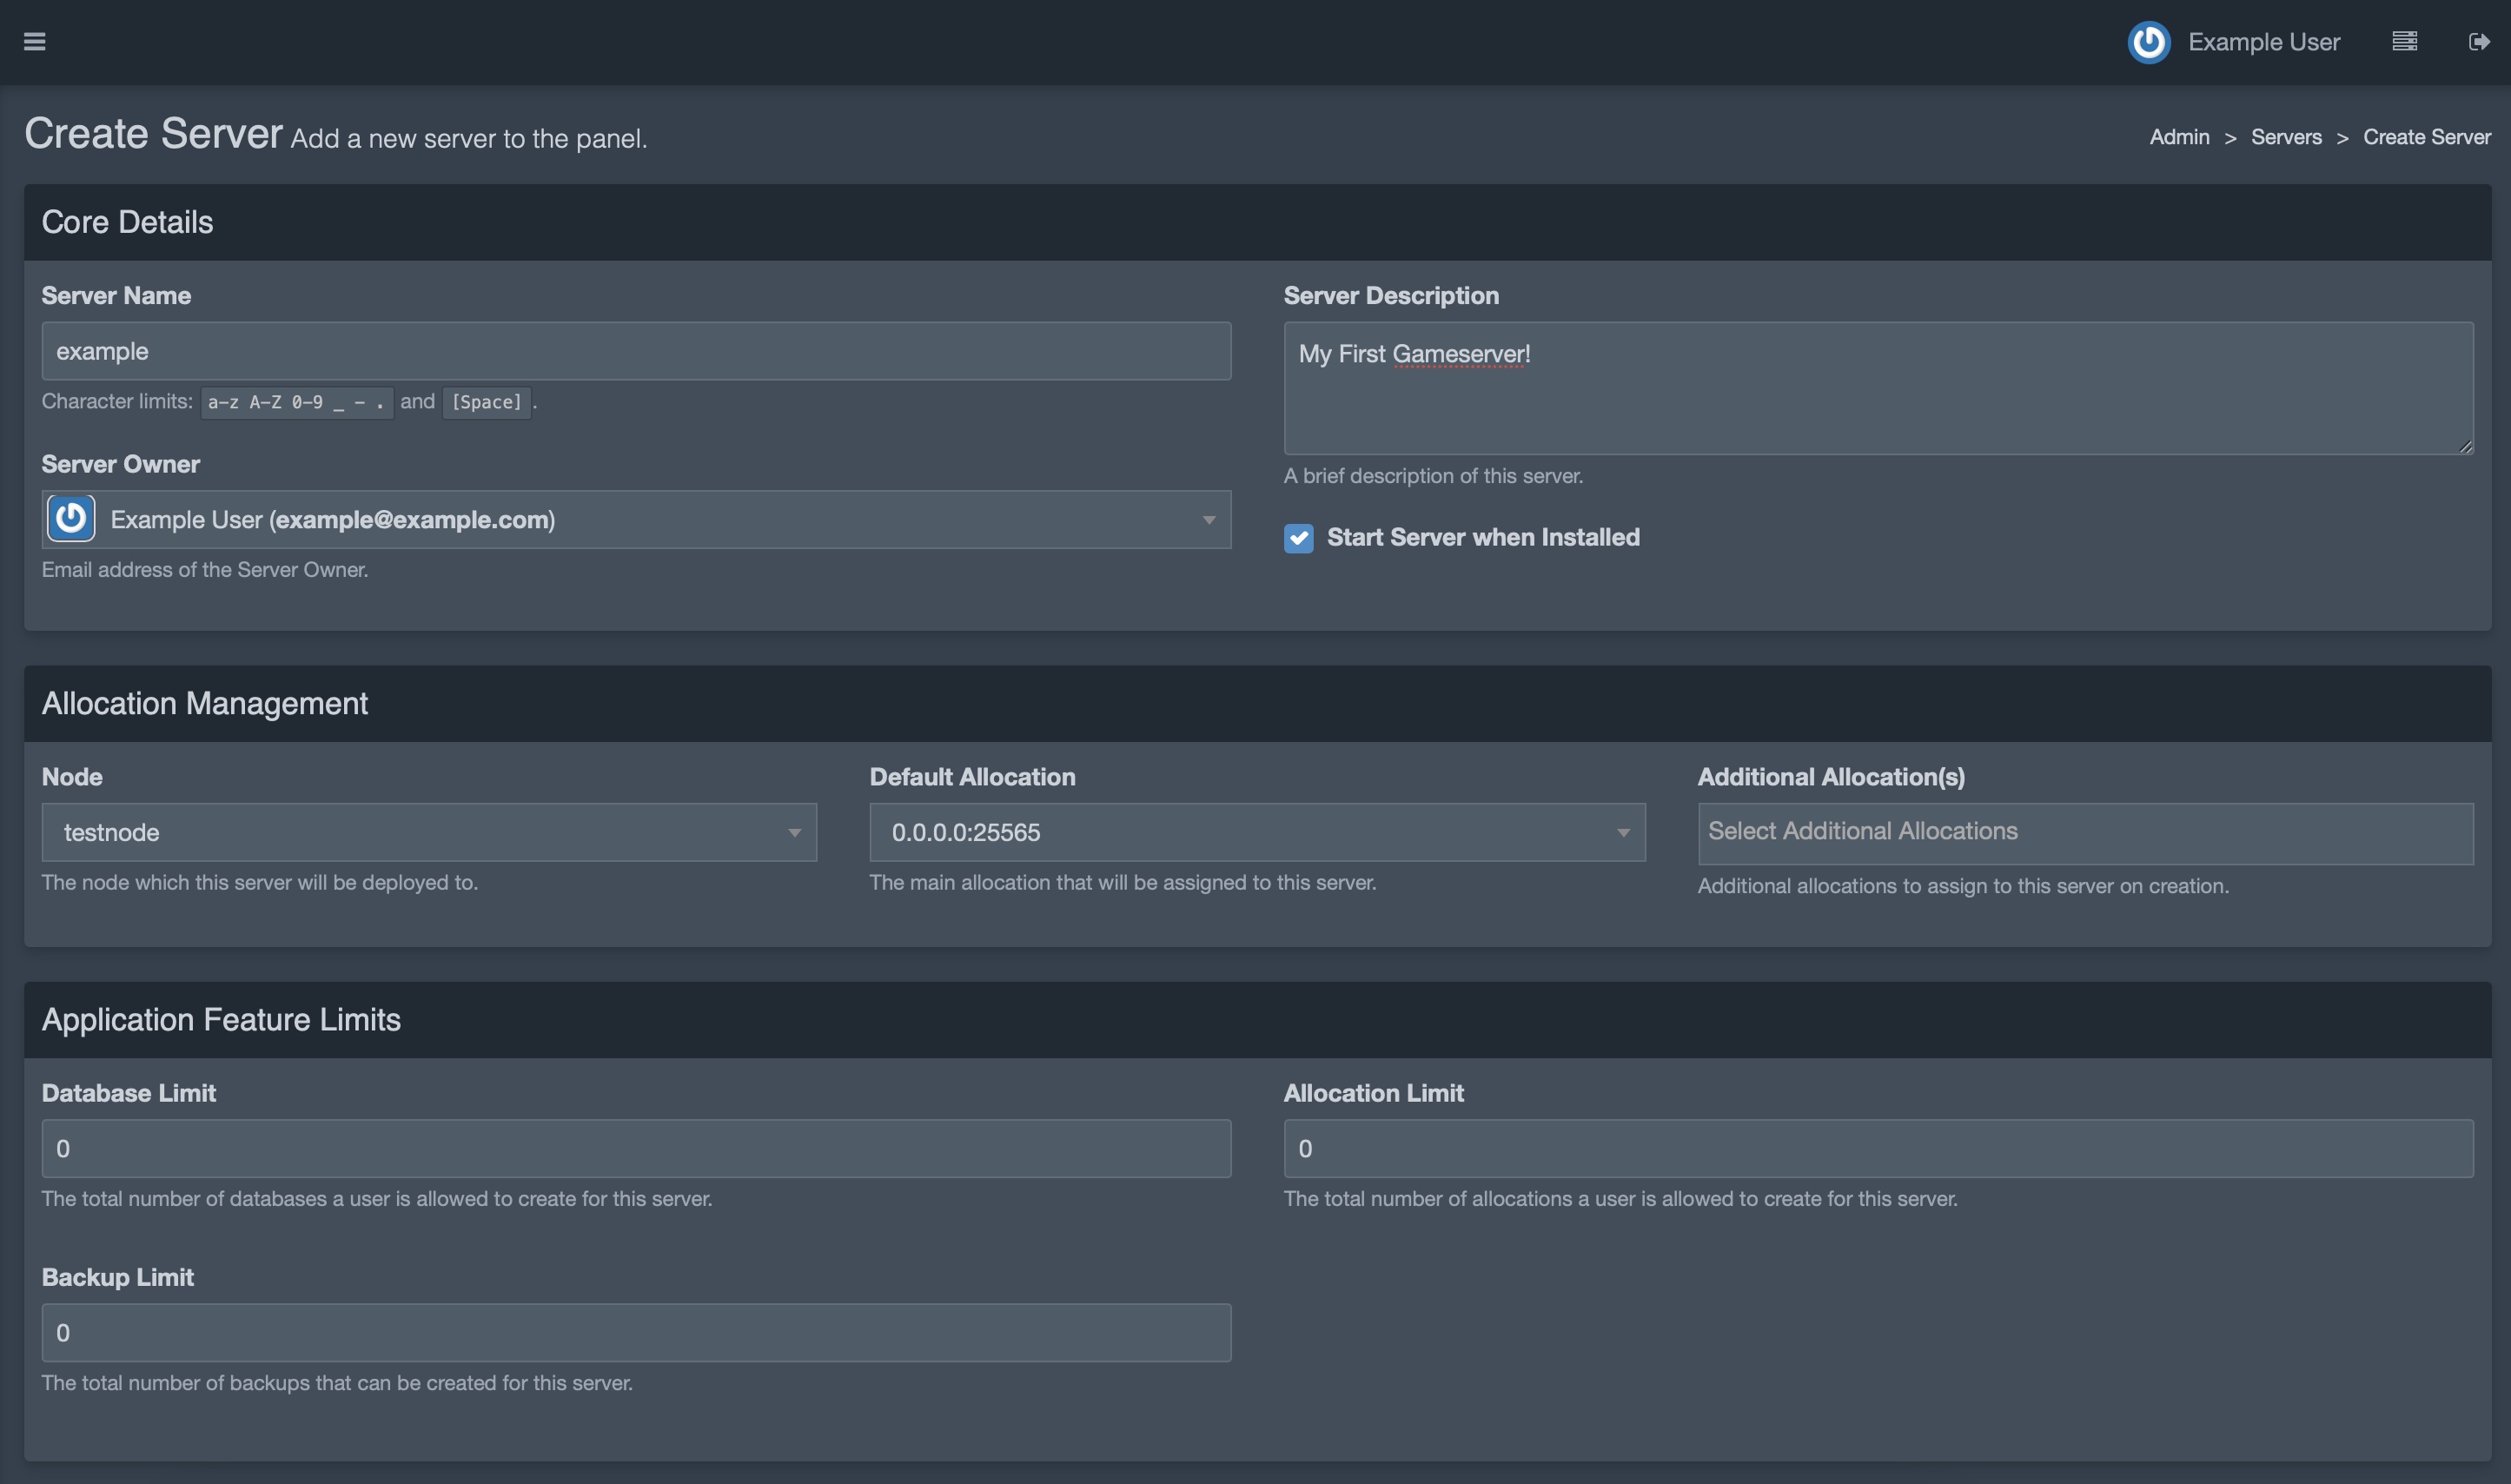 Example User
Create Server Add a new server to the panel.
Admin > Servers > Create Server
Core Details
Server Name
example
Character limits: a-z A-Z 0-9 _ - . and [Space] .
Server Owner
Example User (example@example.com)
Email address of the Server Owner.
Server Description
My First Gameserver!
A brief description of this server.
Start Server when Installed
Allocation Management
Node
testnode
The node which this server will be deployed to.
Default Allocation
0.0.0.0:25565
The main allocation that will be assigned to this server.
Additional Allocation(s)
Select Additional Allocations
Additional allocations to assign to this server on creation.
Application Feature Limits
Database Limit
0
The total number of databases a user is allowed to create for this server.
Allocation Limit
0
The total number of allocations a user is allowed to create for this server.
Backup Limit
0
The total number of backups that can be created for this server.